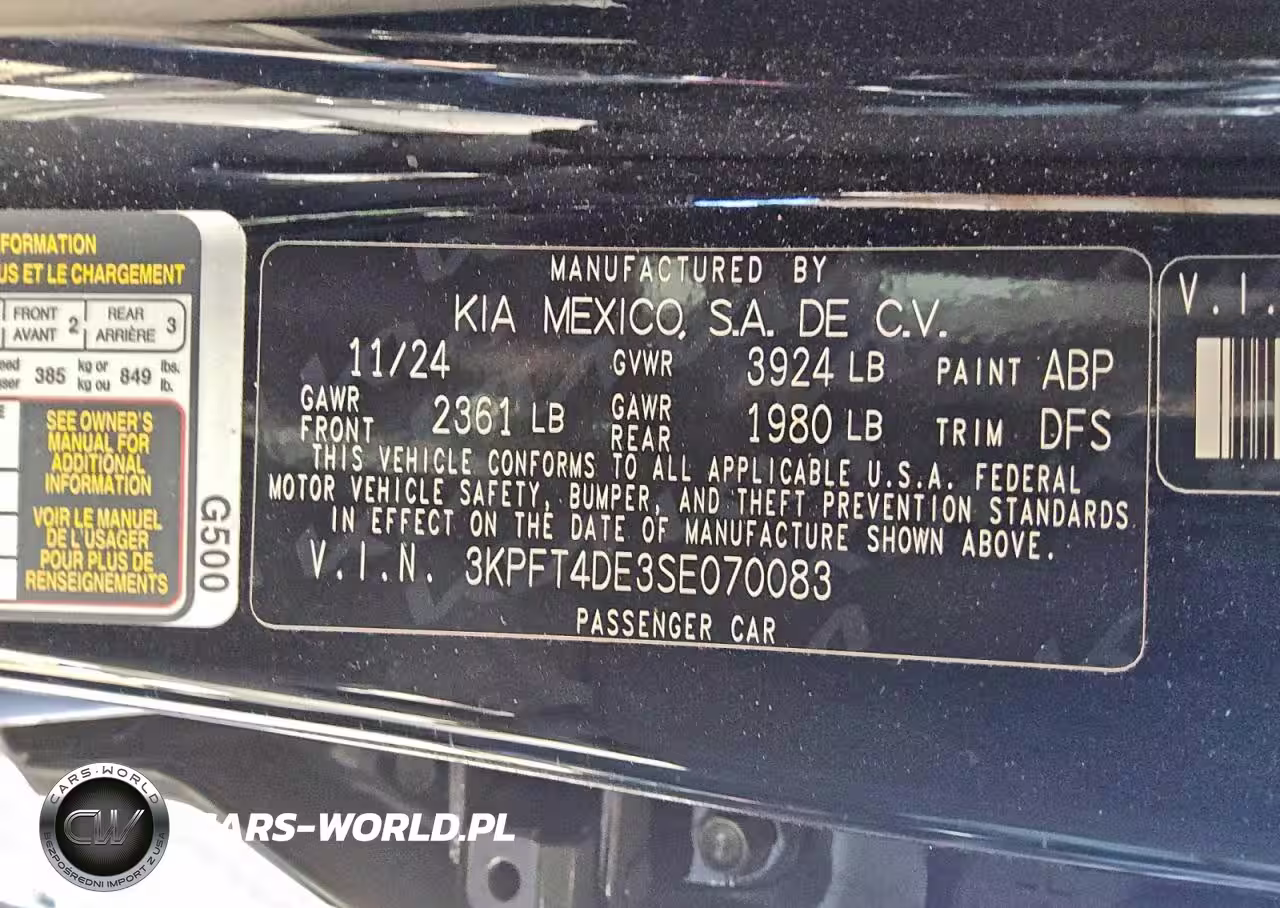 FORMATION
US ET LE CHARGEMENT
FRONT
AVANT 2
REAR
ARRIÈRE 3
385 kg or
kg ou 849 lbs.
lb.
SEE OWNER'S
MANUAL FOR
ADDITIONAL
INFORMATION
VOIR LE MANUEL
DE L'USAGER
POUR PLUS DE
RENSEIGNEMENTS
G500
MANUFACTURED BY
KIA MEXICO, S.A. DE C.V.
11/24 GVWR 3924 LB PAINT ABP
GAWR
FRONT 2361 LB GAWR
REAR 1980 LB TRIM DFS
THIS VEHICLE CONFORMS TO ALL APPLICABLE U.S.A. FEDERAL
MOTOR VEHICLE SAFETY, BUMPER, AND THEFT PREVENTION STANDARDS
IN EFFECT ON THE DATE OF MANUFACTURE SHOWN ABOVE.
V.I.N. 3KPFT4DE3SE070083
PASSENGER CAR
V.I.
CARS-WORLD
CW
BEZPOŚREDNI IMPORT Z USA
CARS-WORLD.PL